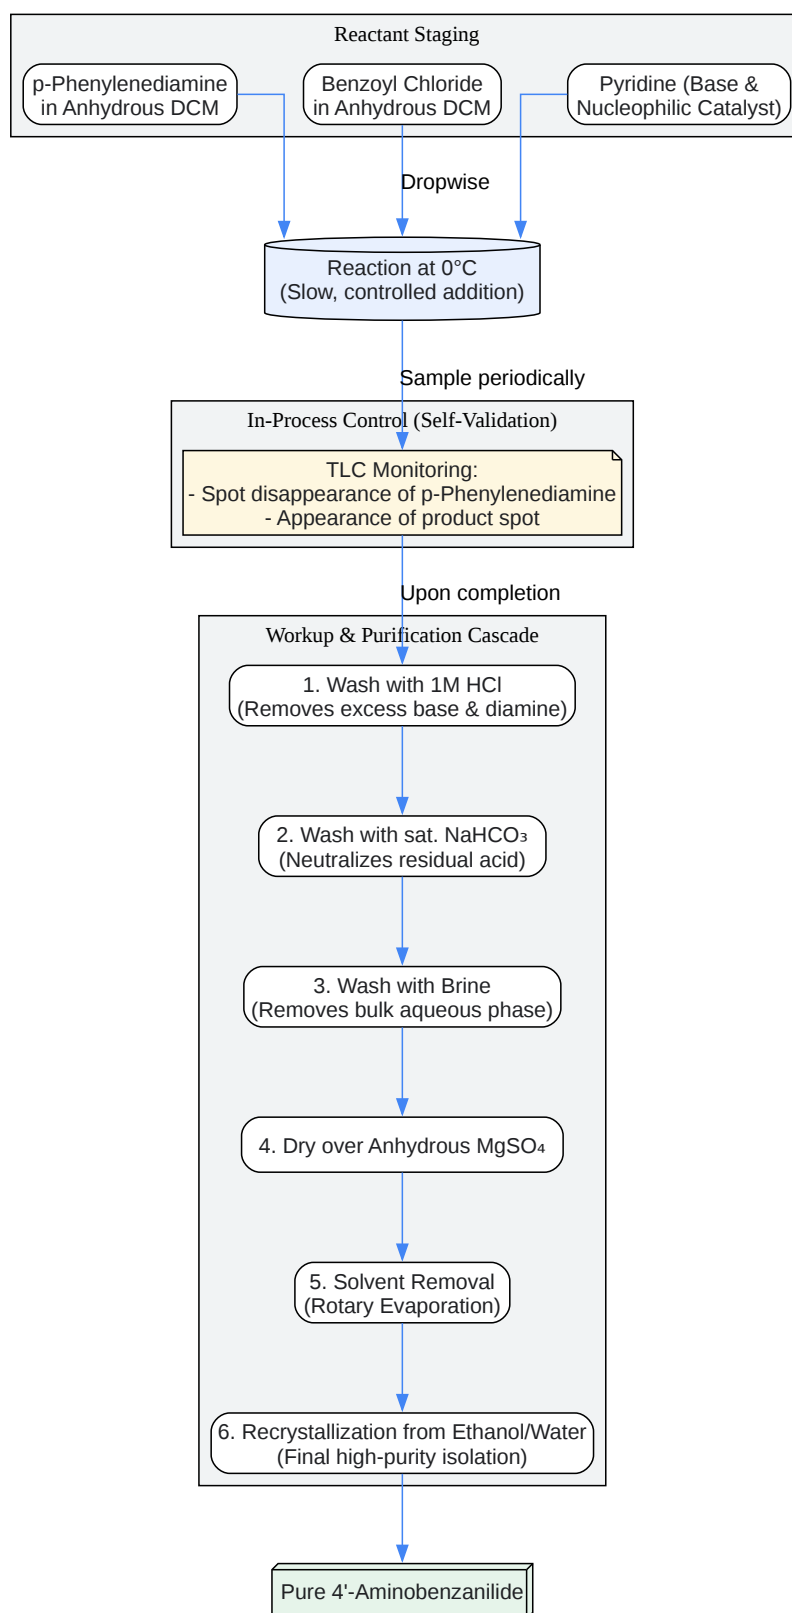 Reactant Staging
p-Phenylenediamine
in Anhydrous DCM
Benzoyl Chloride
in Anhydrous DCM
Pyridine (Base &
Nucleophilic Catalyst)
Dropwise
Reaction at 0°C
(Slow, controlled addition)
Sample periodically
In-Process Control (Self-Validation)
TLC Monitoring:
- Spot disappearance of p-Phenylenediamine
- Appearance of product spot
Upon completion
Workup & Purification Cascade
1. Wash with 1M HCl
(Removes excess base & diamine)
2. Wash with sat. NaHCO₃
(Neutralizes residual acid)
3. Wash with Brine
(Removes bulk aqueous phase)
4. Dry over Anhydrous MgSO₄
5. Solvent Removal
(Rotary Evaporation)
6. Recrystallization from Ethanol/Water
(Final high-purity isolation)
Pure 4'-Aminobenzanilide